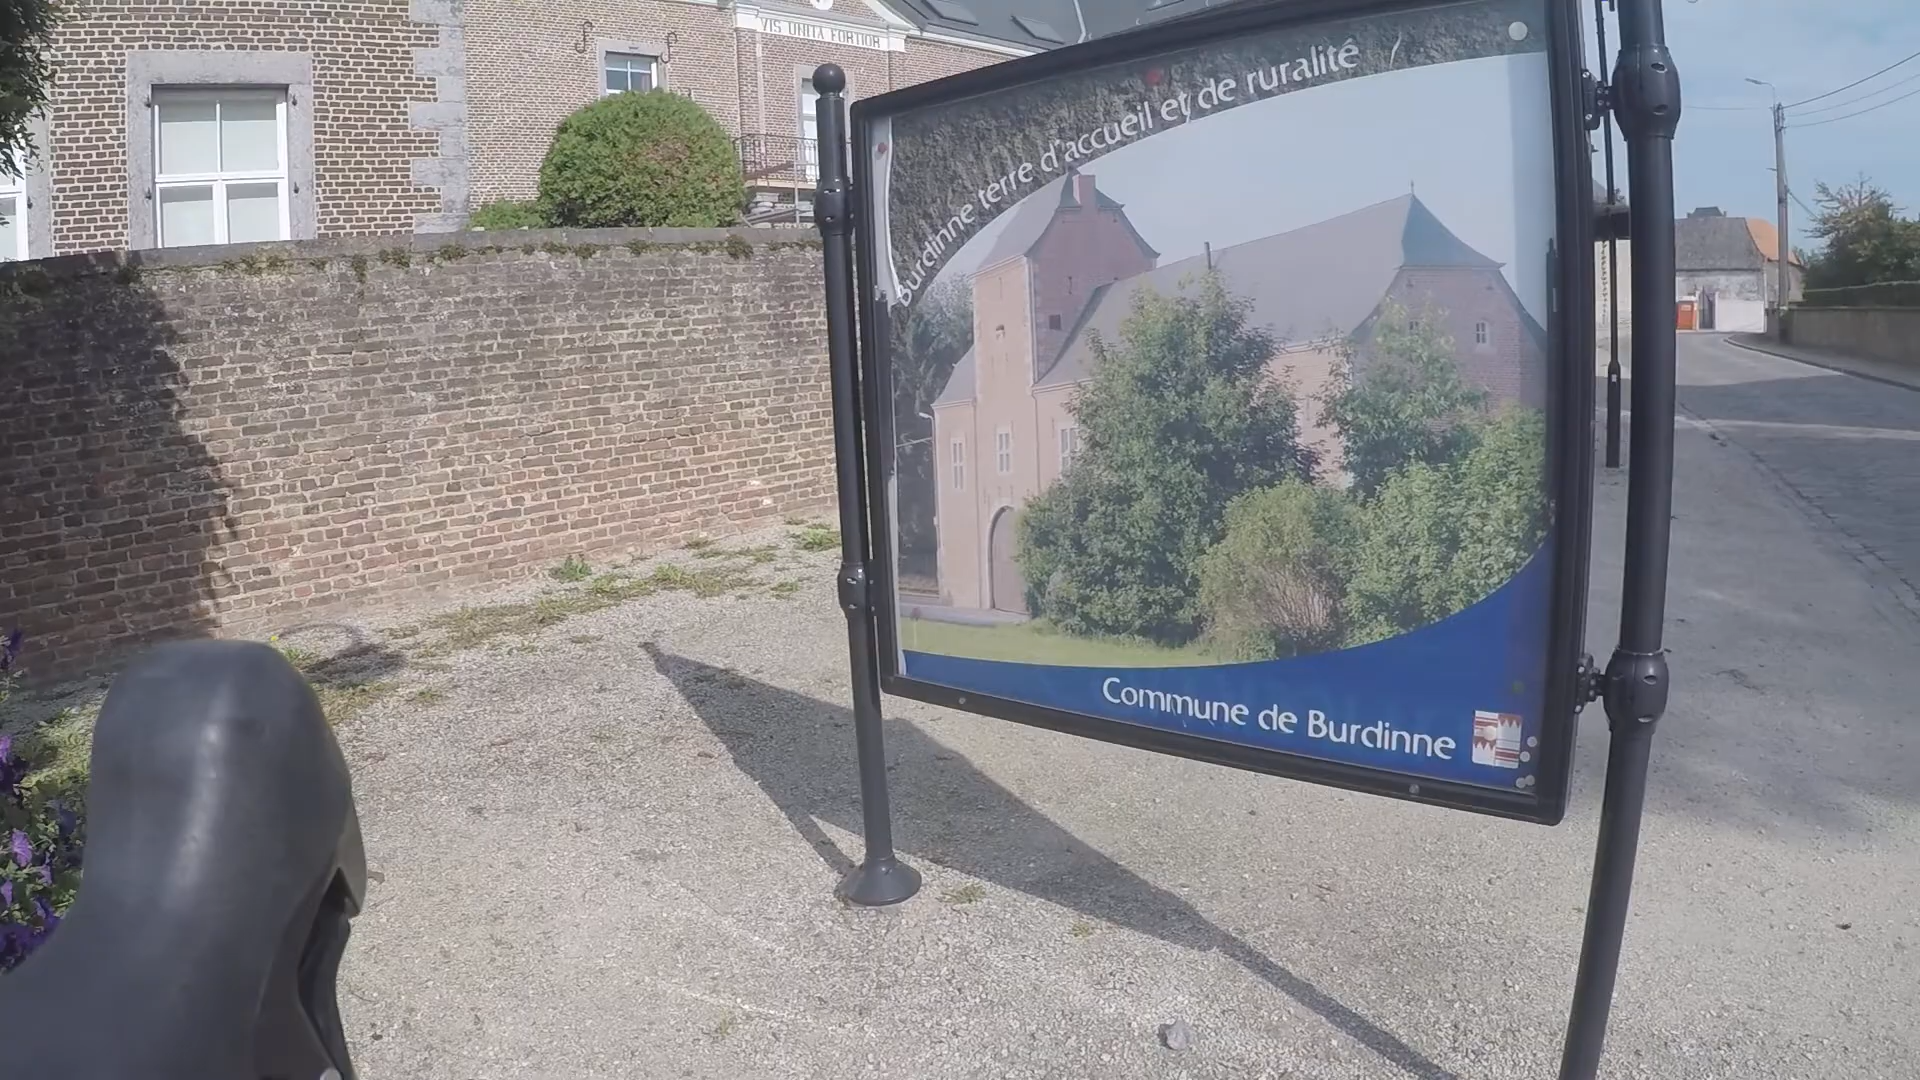 VIS UNITA FORTIOR
Burdinne terre d'accueil et de ruralité
Commune de Burdinne